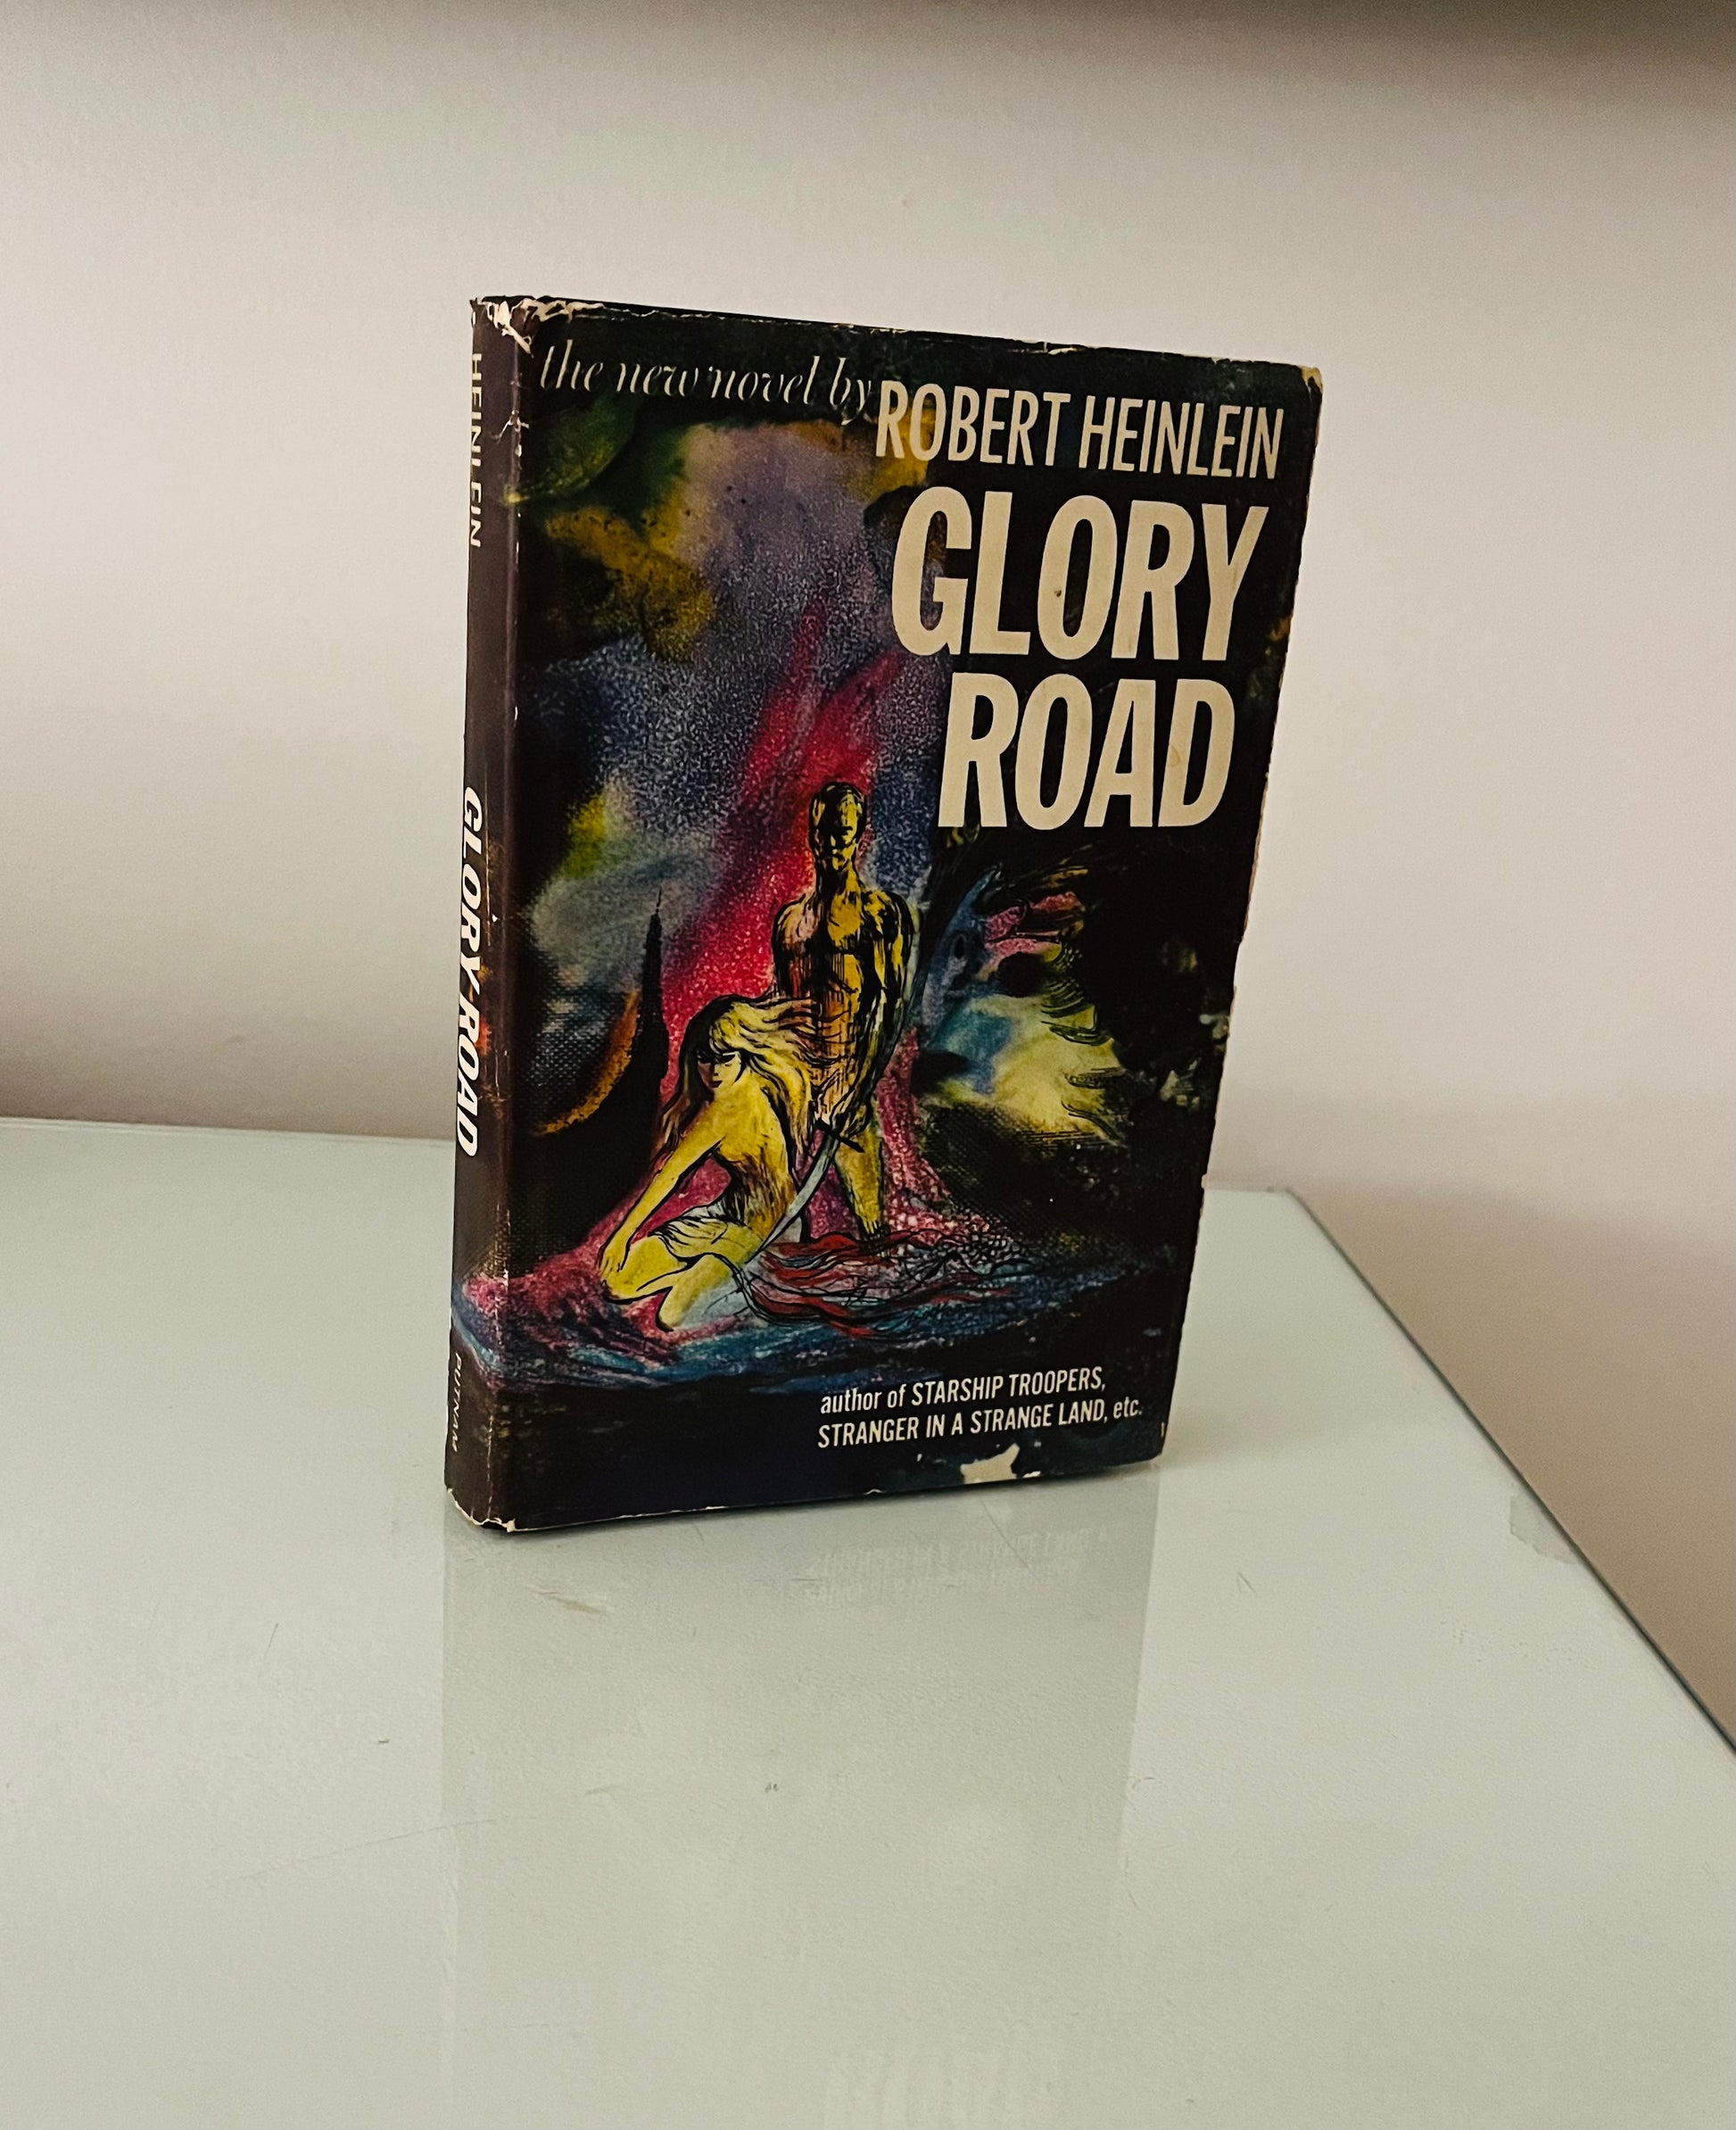 the new novel by ROBERT HEINLEIN
GLORY
ROAD
author of STARSHIP TROOPERS,
STRANGER IN A STRANGE LAND, etc.
HEINLEIN
GLORY ROAD
PUTNAM